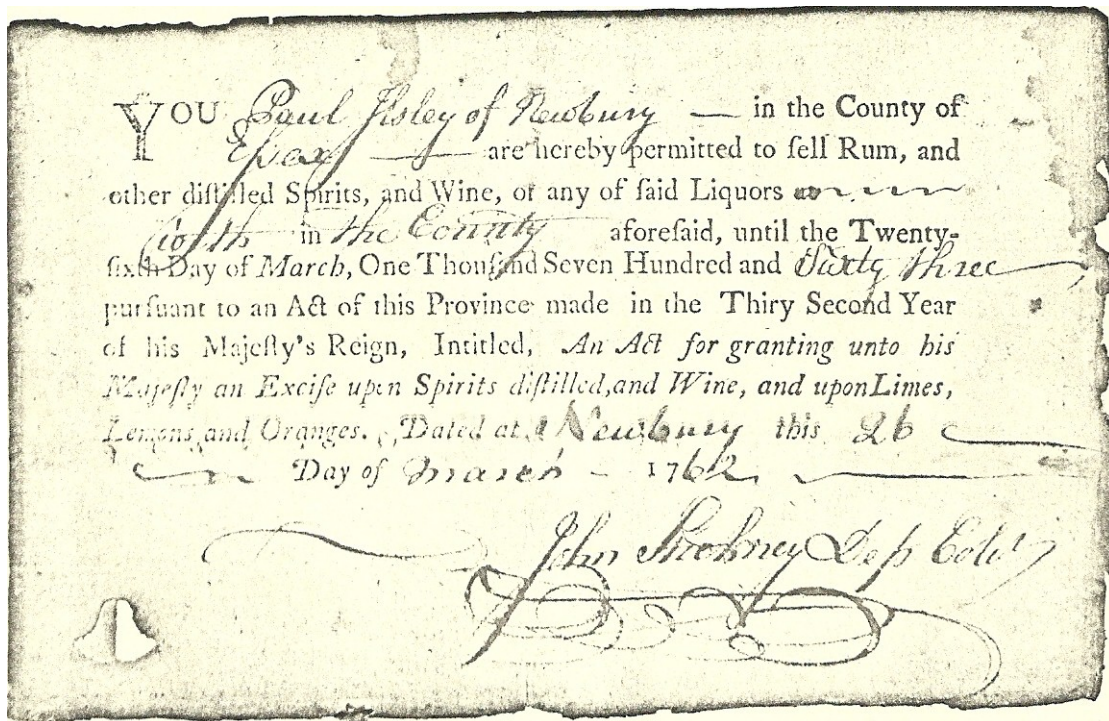 YOU Paul Ilsley of Newbury — in the County of
Eſsex — are hereby permitted to ſell Rum, and
other diſtilled Spirits, and Wine, or any of ſaid Liquors
in the County aforeſaid, until the Twenty-
ſixth Day of March, One Thouſand Seven Hundred and Sixty three
purſuant to an Act of this Province made in the Thiry Second Year
of his Majeſty's Reign, Intitled, An Act for granting unto his
Majeſty an Exciſe upon Spirits diſtilled, and Wine, and upon Limes,
Lemons, and Oranges. Dated at Newbury this 26
Day of march - 1762
John Stickney Dep Colr